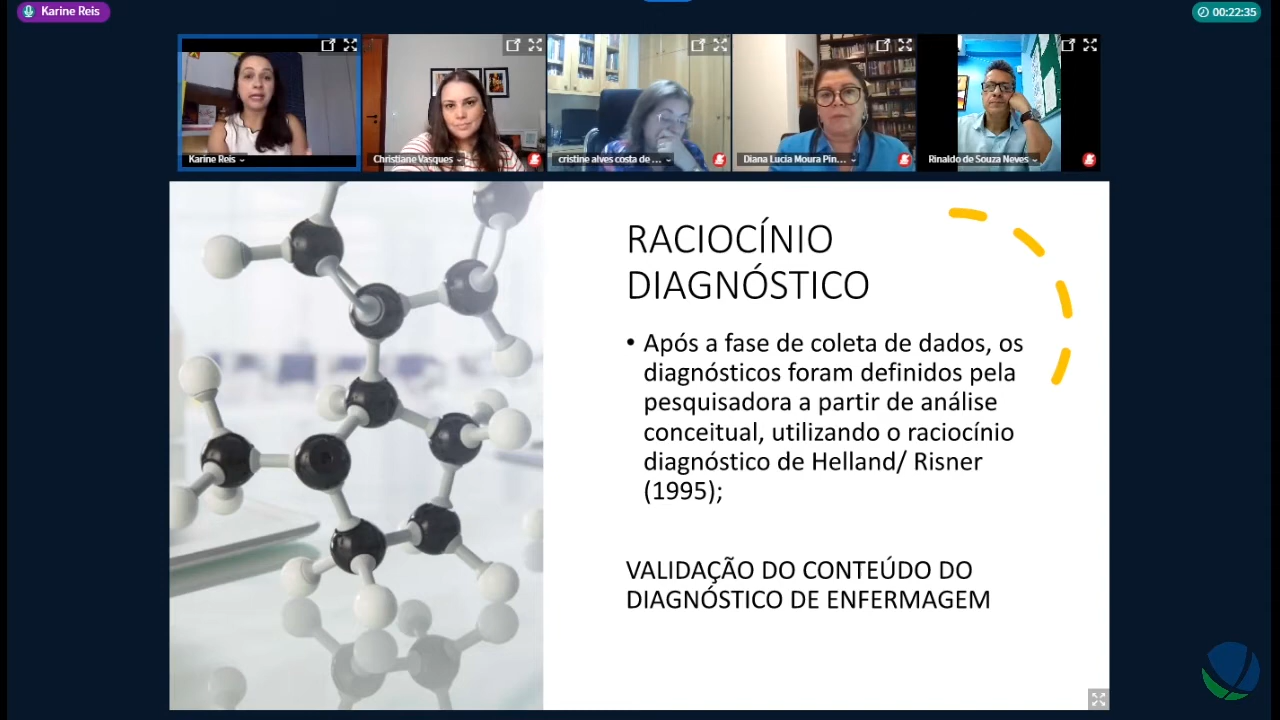 Karine Reis
00:22:35
Karine Reis
Christiane Vasques
cristine alves costa de ...
Diana Lucia Moura Pin...
Rinaldo de Souza Neves
RACIOCÍNIO
DIAGNÓSTICO
• Após a fase de coleta de dados, os
diagnósticos foram definidos pela
pesquisadora a partir de análise
conceitual, utilizando o raciocínio
diagnóstico de Helland/ Risner
(1995);
VALIDAÇÃO DO CONTEÚDO DO
DIAGNÓSTICO DE ENFERMAGEM